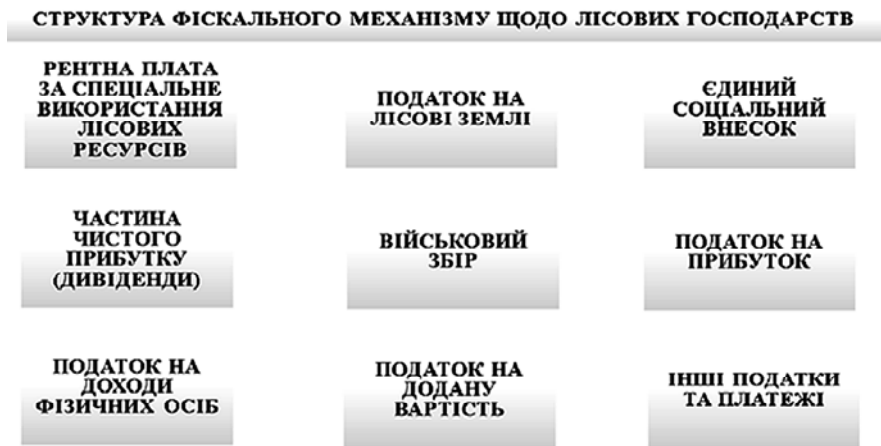 СТРУКТУРА ФІСКАЛЬНОГО МЕХАНІЗМУ ЩОДО ЛІСОВИХ ГОСПОДАРСТВ
РЕНТНА ПЛАТА
ЗА СПЕЦІАЛЬНЕ
ВИКОРИСТАННЯ
ЛІСОВИХ
РЕСУРСІВ
ПОДАТОК НА
ЛІСОВІ ЗЕМЛІ
ЄДИНИЙ
СОЦІАЛЬНИЙ
ВНЕСОК
ЧАСТИНА
ЧИСТОГО
ПРИБУТКУ
(ДИВІДЕНДИ)
ВІЙСЬКОВИЙ
ЗБІР
ПОДАТОК НА
ПРИБУТОК
ПОДАТОК НА
ДОХОДИ
ФІЗИЧНИХ ОСІБ
ПОДАТОК НА
ДОДАНУ
ВАРТІСТЬ
ІНШІ ПОДАТКИ
ТА ПЛАТЕЖІ